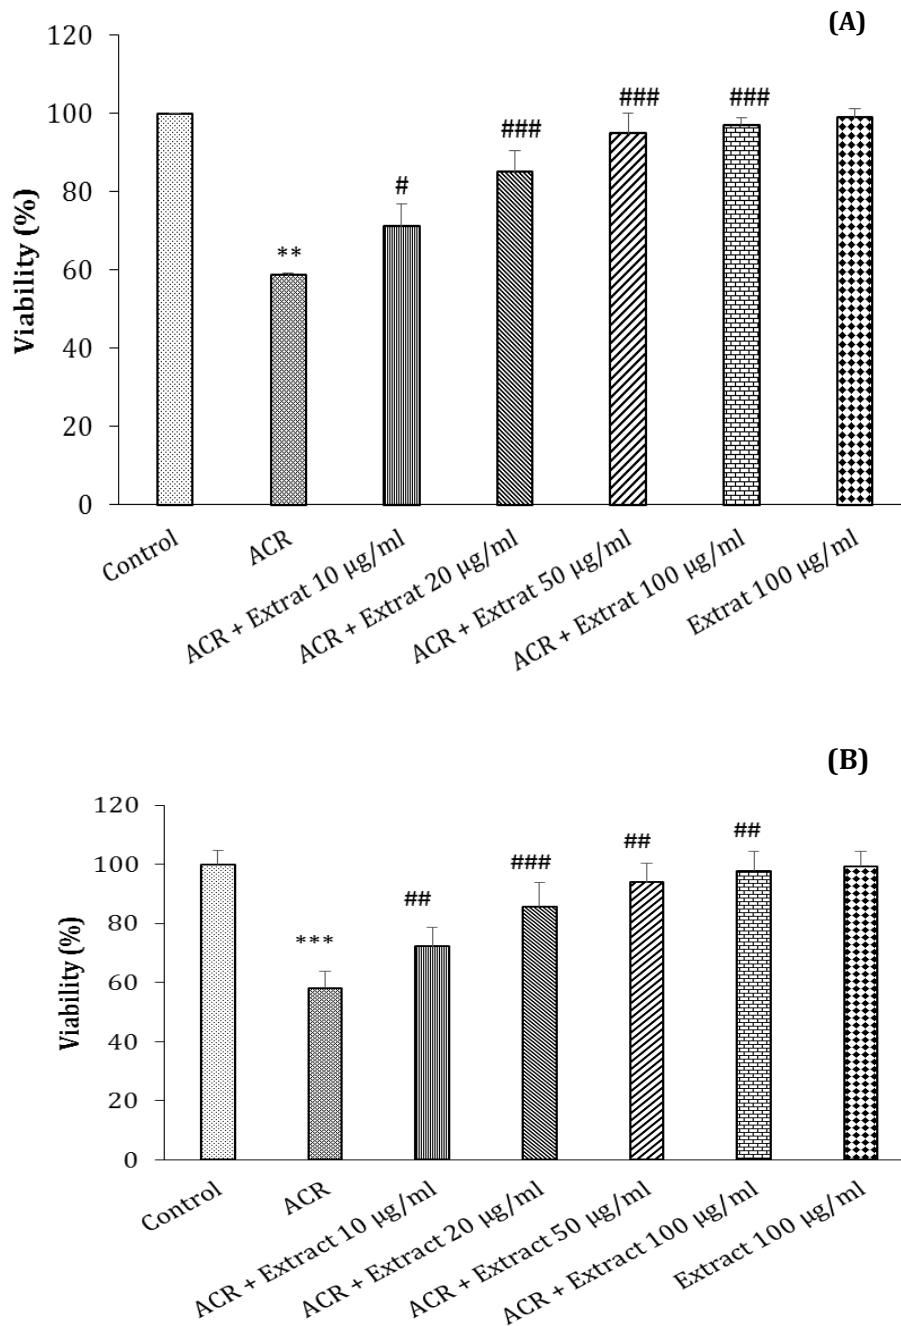 (A)
120
100
80
60
40
20
0
Viability (%)
**
#
###
###
###
Control
ACR
ACR + Extrat 10 µg/ml
ACR + Extrat 20 µg/ml
ACR + Extrat 50 µg/ml
ACR + Extrat 100 µg/ml
Extrat 100 µg/ml
(B)
120
100
80
60
40
20
0
Viability (%)
***
##
###
##
##
Control
ACR
ACR + Extract 10 µg/ml
ACR + Extract 20 µg/ml
ACR + Extract 50 µg/ml
ACR + Extract 100 µg/ml
Extract 100 µg/ml